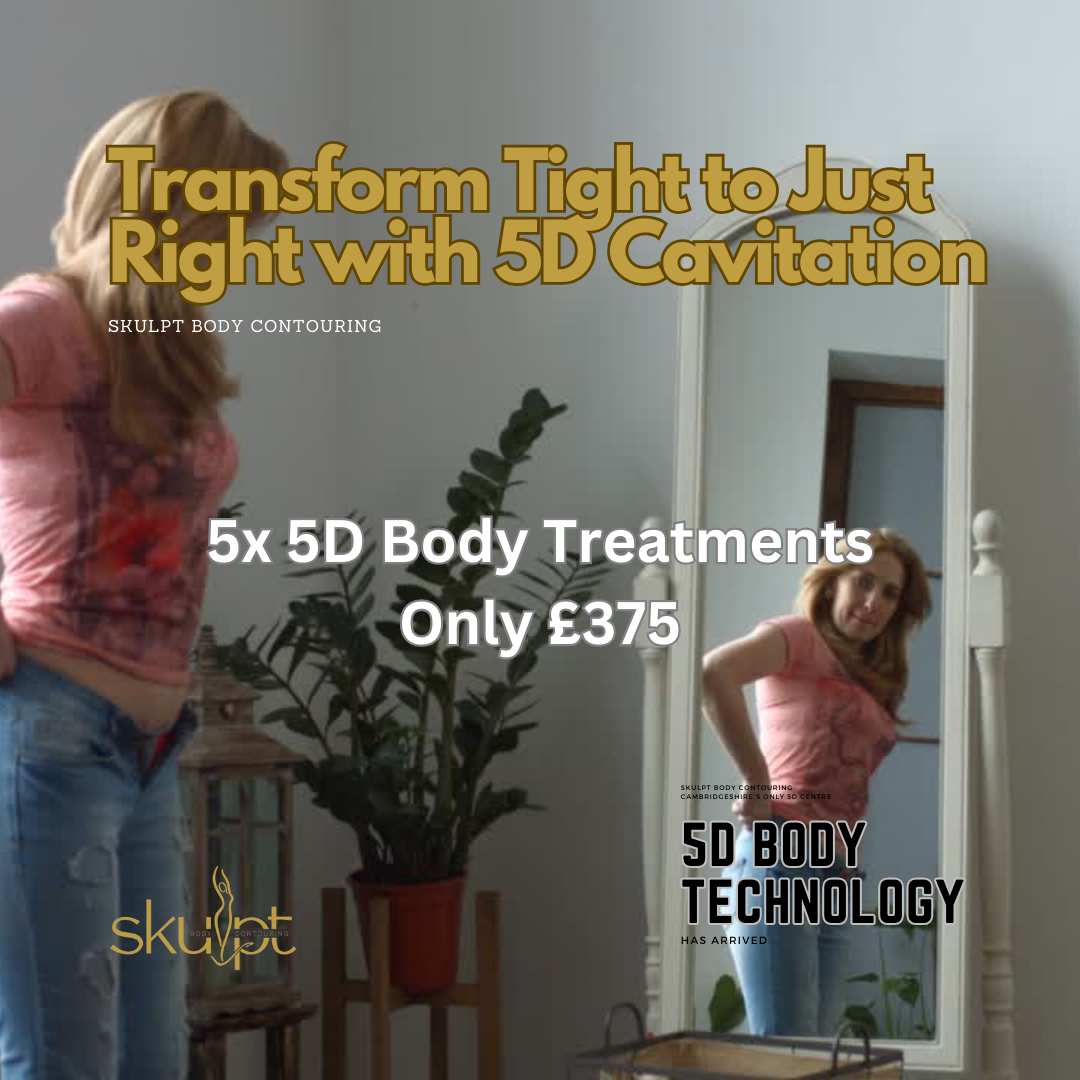 Transform Tight to Just
Right with 5D Cavitation
SKULPT BODY CONTOURING
5x 5D Body Treatments
Only £375
SKULPT BODY CONTOURING
CAMBRIDGESHIRE'S ONLY 5D CENTRE
5D BODY
TECHNOLOGY
HAS ARRIVED
skulpt
BODY CONTOURING